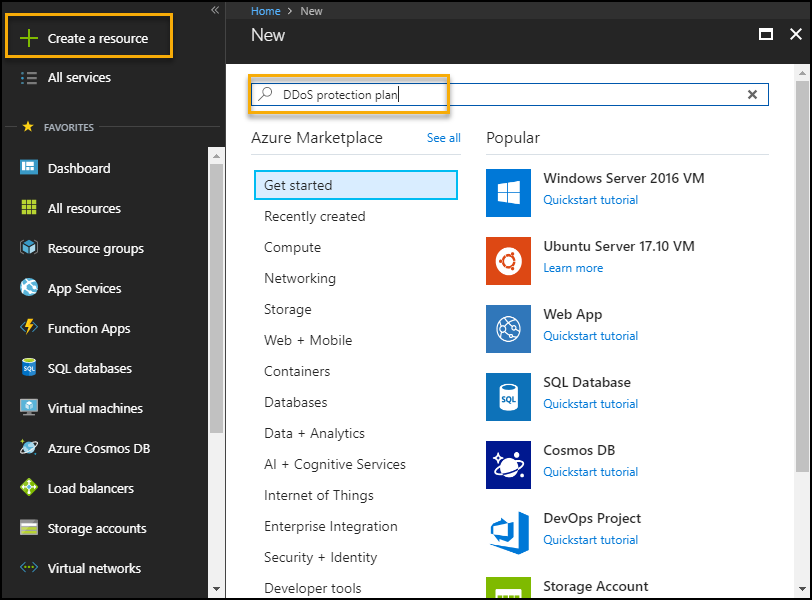 Create a resource
All services
FAVORITES
Dashboard
All resources
Resource groups
App Services
Function Apps
SQL databases
Virtual machines
Azure Cosmos DB
Load balancers
Storage accounts
Virtual networks
Home > New
New
DDoS protection plan
Azure Marketplace See all
Get started
Recently created
Compute
Networking
Storage
Web + Mobile
Containers
Databases
Data + Analytics
AI + Cognitive Services
Internet of Things
Enterprise Integration
Security + Identity
Developer tools
Popular
Windows Server 2016 VM
Quickstart tutorial
Ubuntu Server 17.10 VM
Learn more
Web App
Quickstart tutorial
SQL
SQL Database
Quickstart tutorial
Cosmos DB
Quickstart tutorial
DevOps Project
Quickstart tutorial
Storage Account